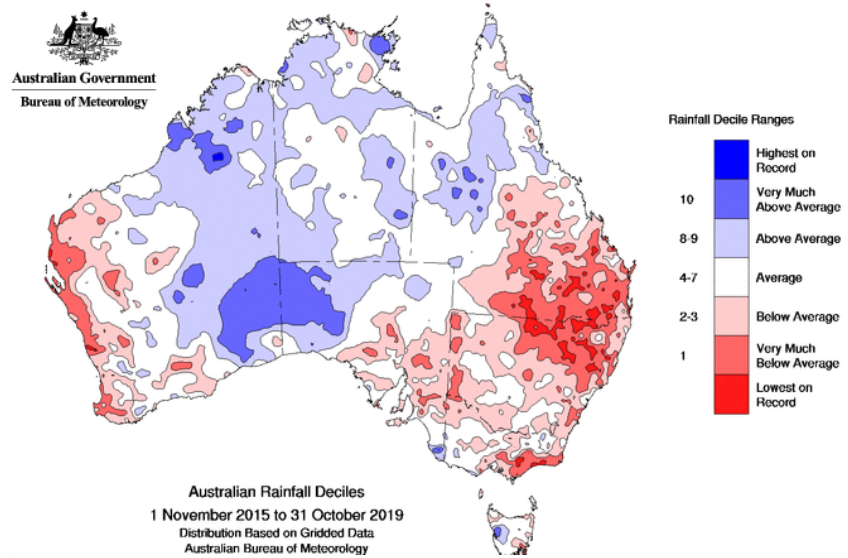 Australian Government
Bureau of Meteorology
Rainfall Decile Ranges
Highest on
Record
10
Very Much
Above Average
8-9
Above Average
4-7
Average
2-3
Below Average
1
Very Much
Below Average
Lowest on
Record
Australian Rainfall Deciles
1 November 2015 to 31 October 2019
Distribution Based on Gridded Data
Australian Bureau of Meteorology